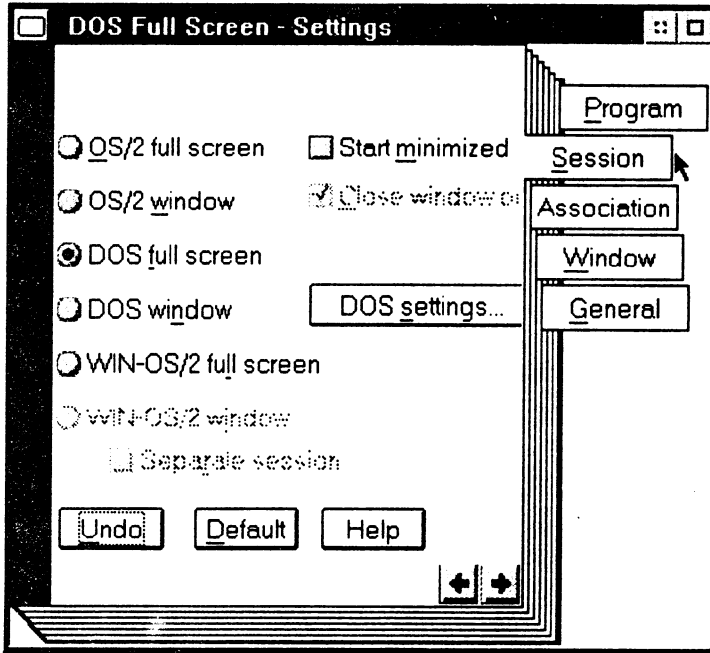 DOS Full Screen - Settings
Program
OS/2 full screen
Start minimized
Session
OS/2 window
Close window
Association
DOS full screen
Window
DOS window
DOS settings...
General
WIN-OS/2 full screen
WIN-OS/2 window
Separate session
Undo
Default
Help